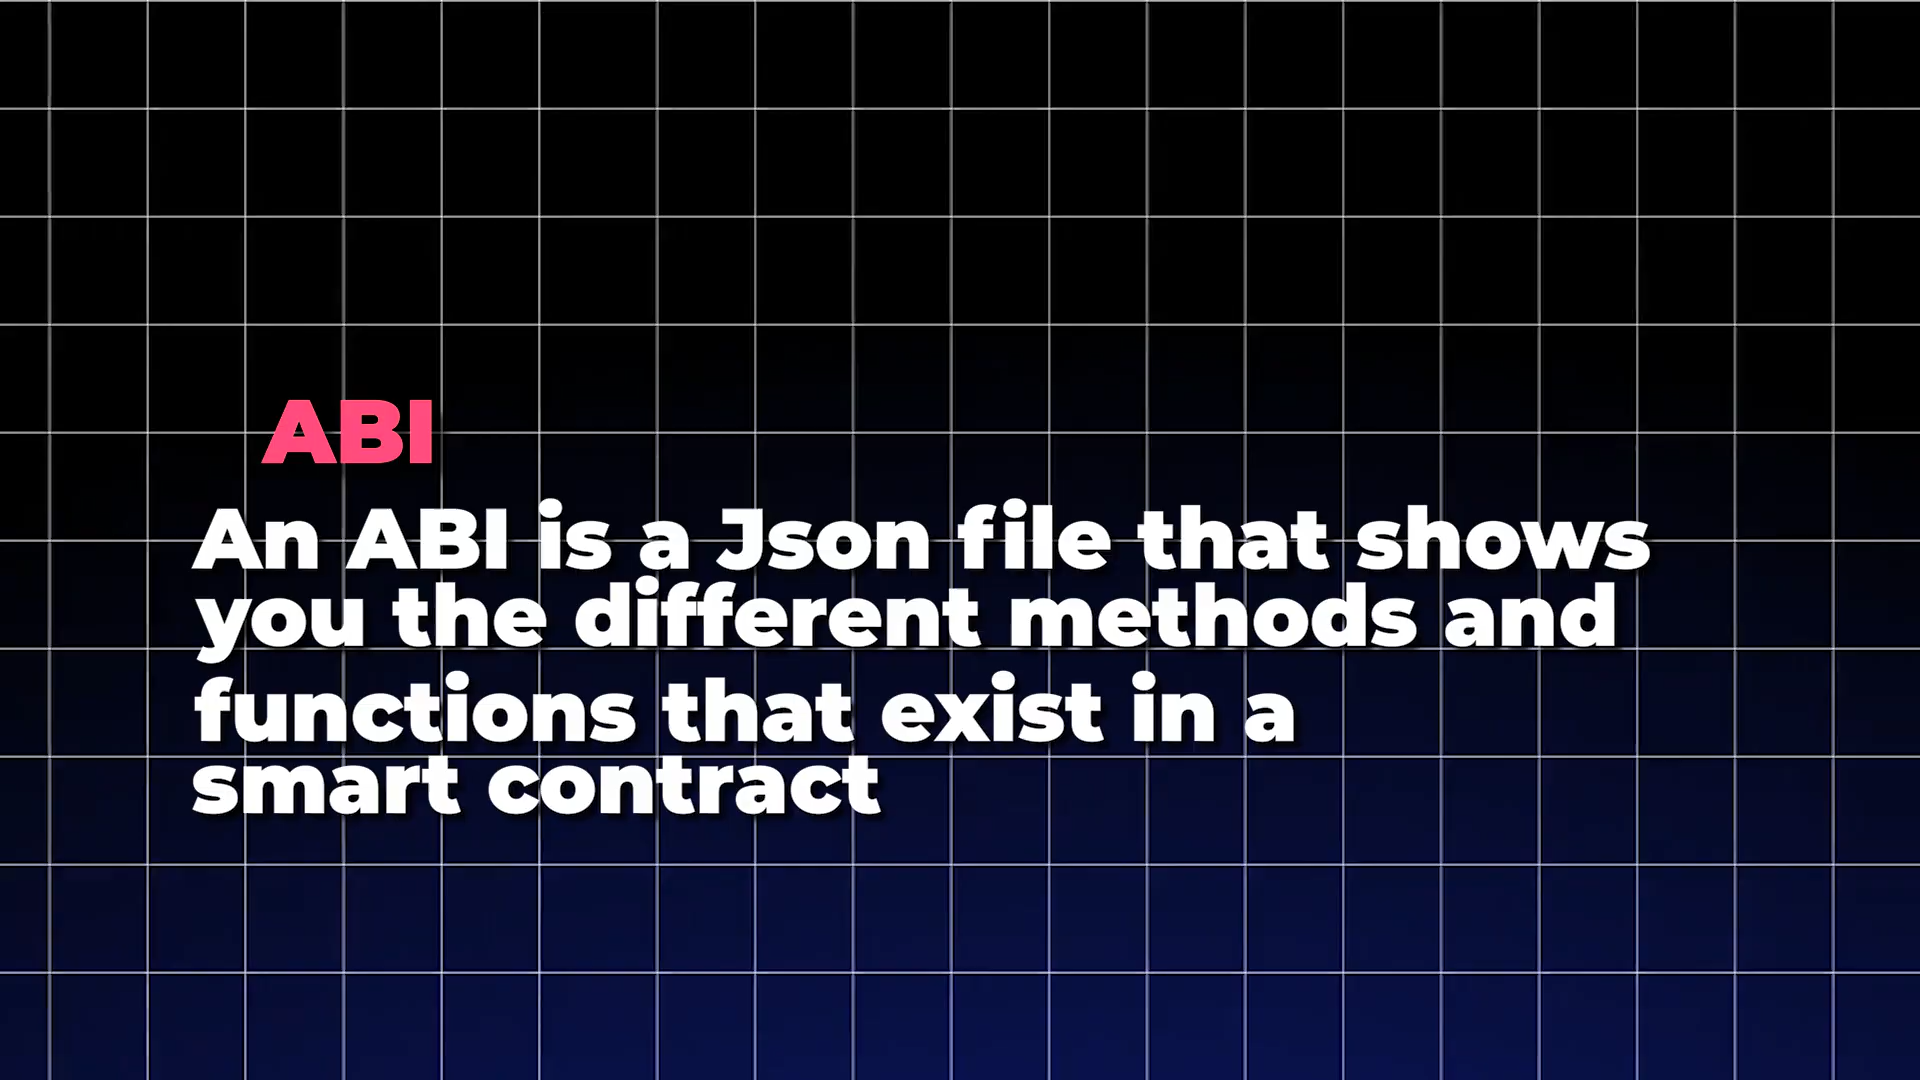 ABI
An ABI is a Json file that shows
you the different methods and
functions that exist in a
smart contract